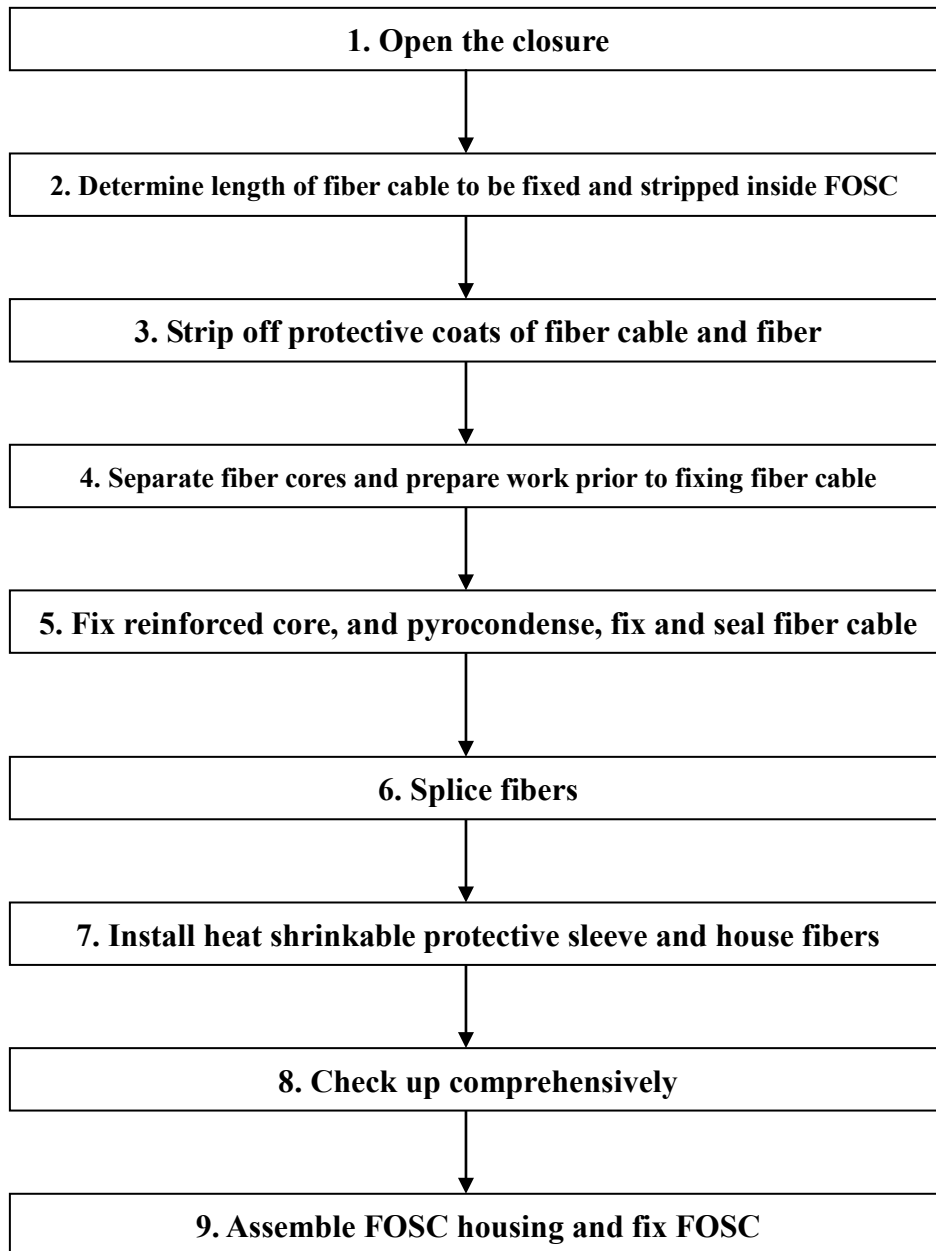 1. Open the closure
2. Determine length of fiber cable to be fixed and stripped inside FOSC
3. Strip off protective coats of fiber cable and fiber
4. Separate fiber cores and prepare work prior to fixing fiber cable
5. Fix reinforced core, and pyrocondense, fix and seal fiber cable
6. Splice fibers
7. Install heat shrinkable protective sleeve and house fibers
8. Check up comprehensively
9. Assemble FOSC housing and fix FOSC